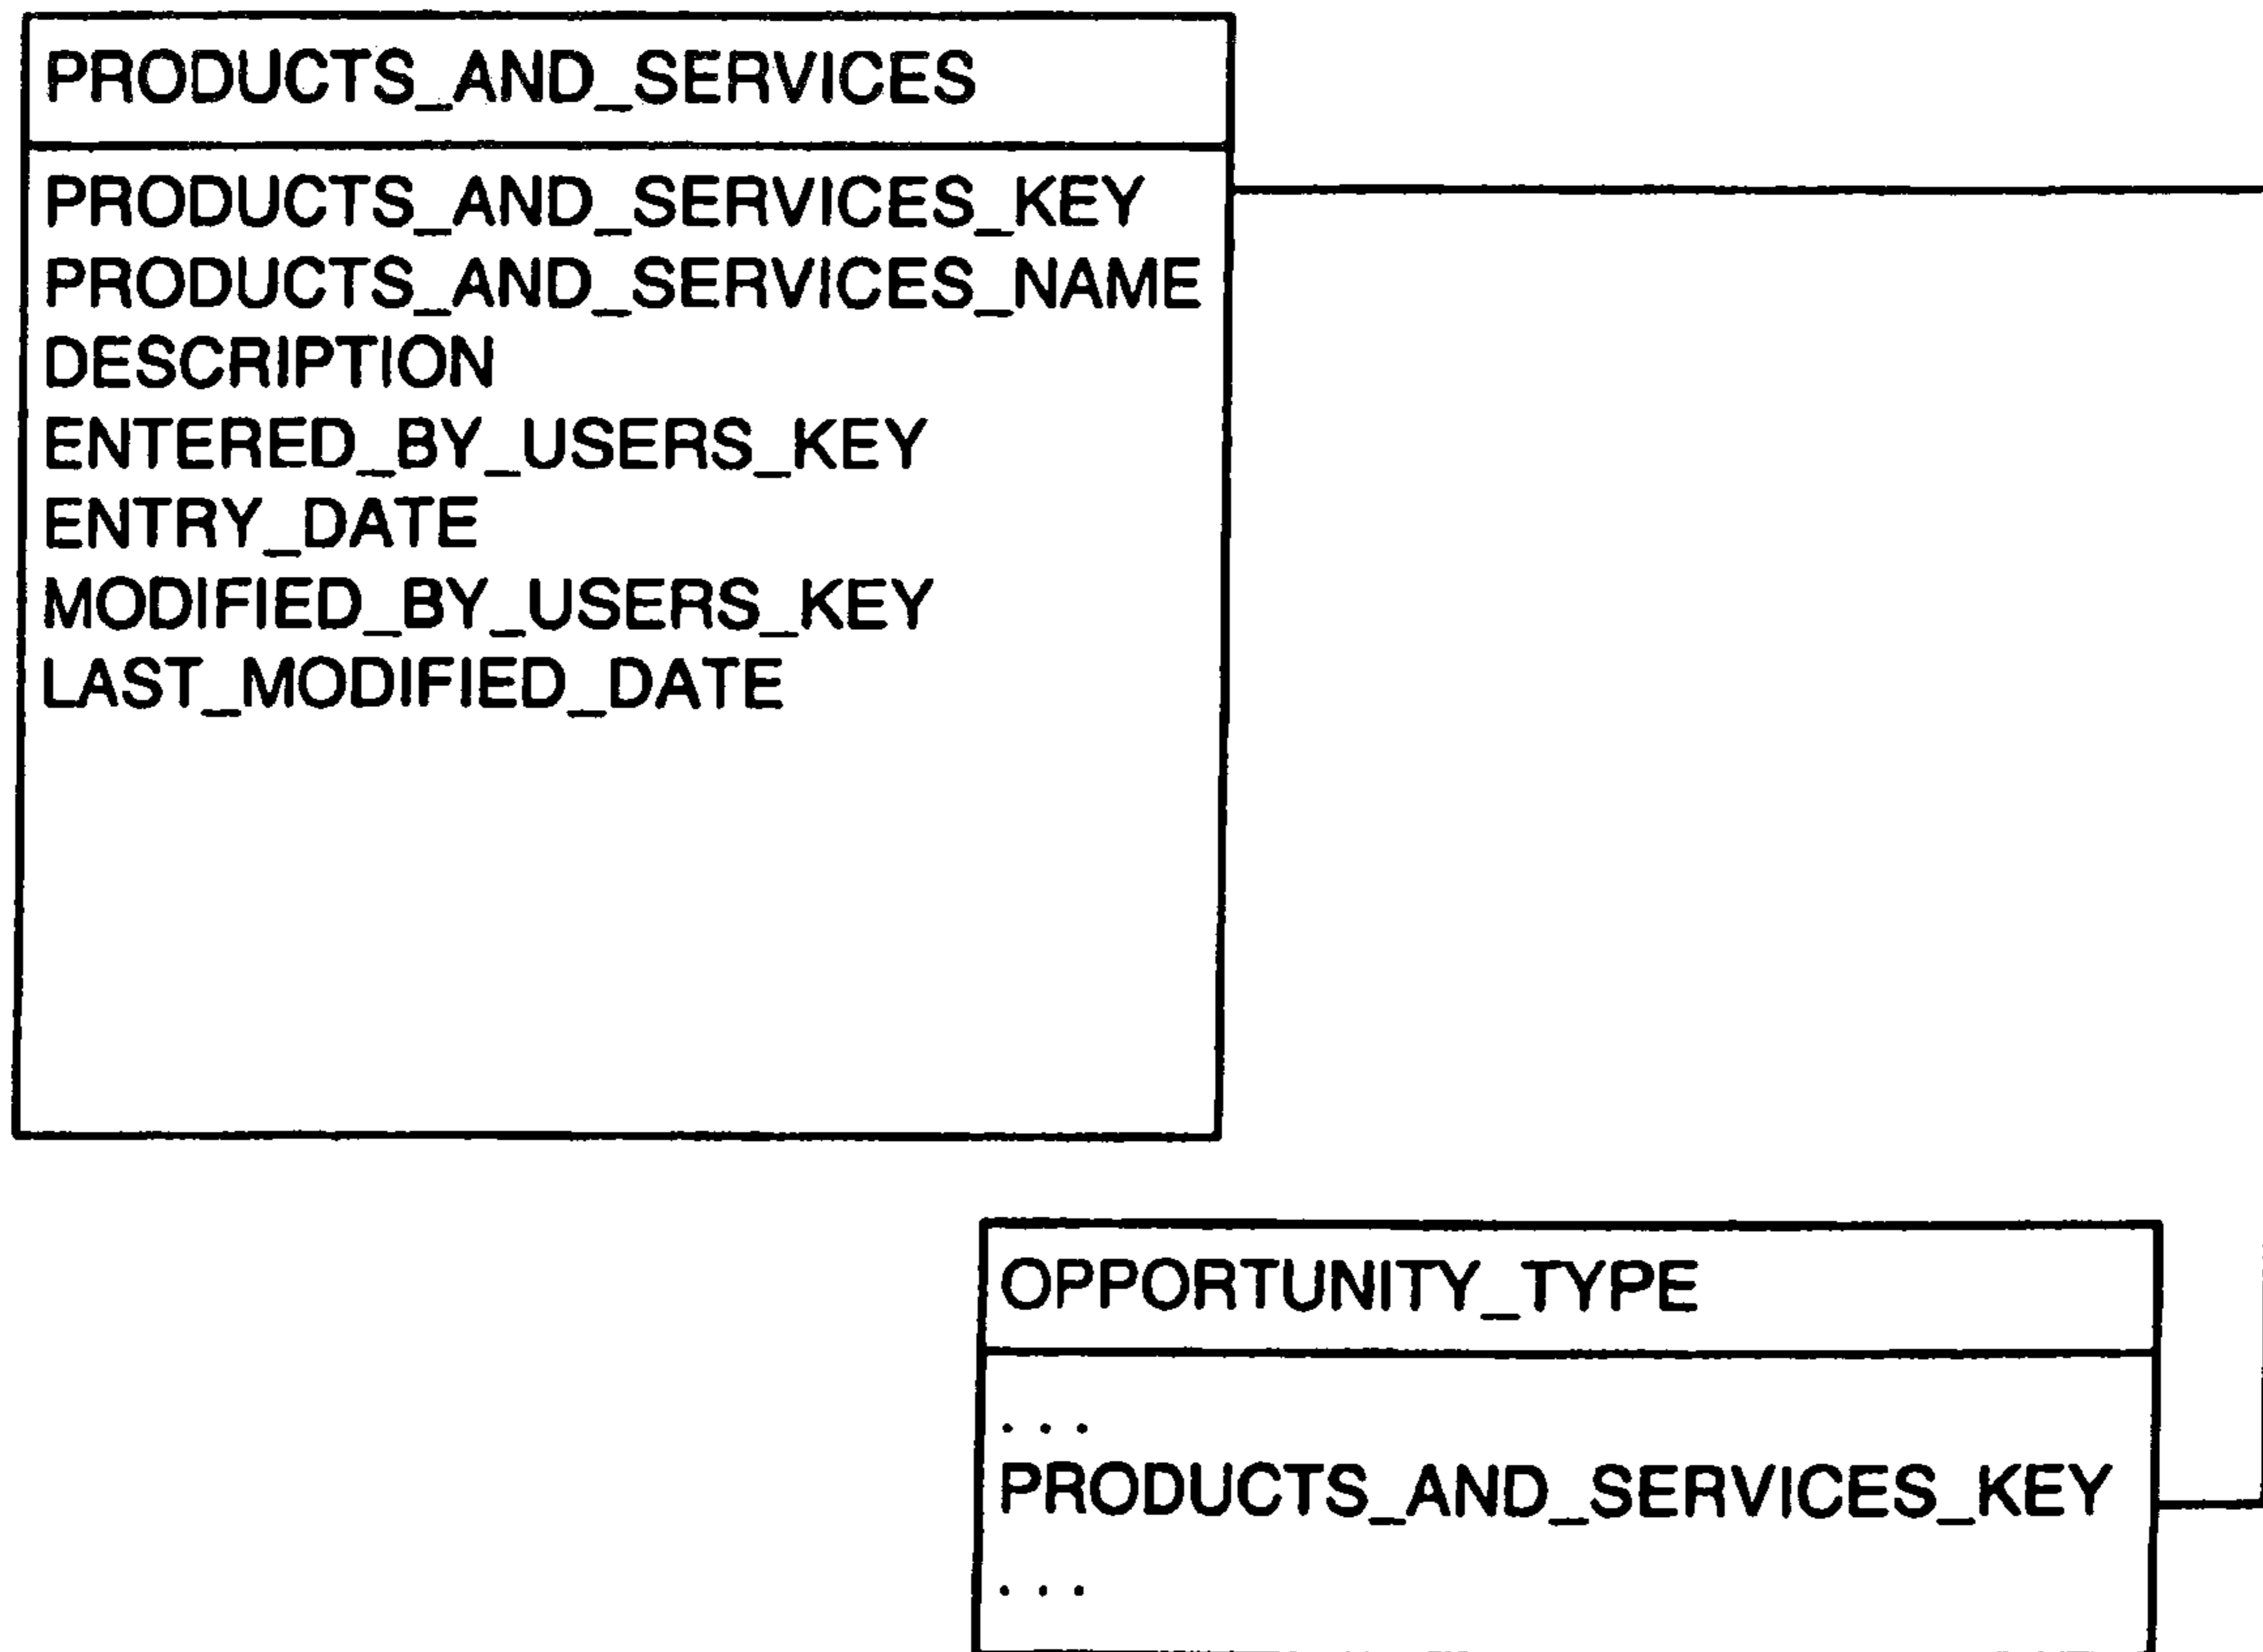 PRODUCTS_AND_SERVICES
PRODUCTS_AND_SERVICES_KEY
PRODUCTS_AND_SERVICES_NAME
DESCRIPTION
ENTERED_BY_USERS_KEY
ENTRY_DATE
MODIFIED_BY_USERS_KEY
LAST_MODIFIED_DATE
OPPORTUNITY_TYPE
. . .
PRODUCTS_AND_SERVICES_KEY
. . .